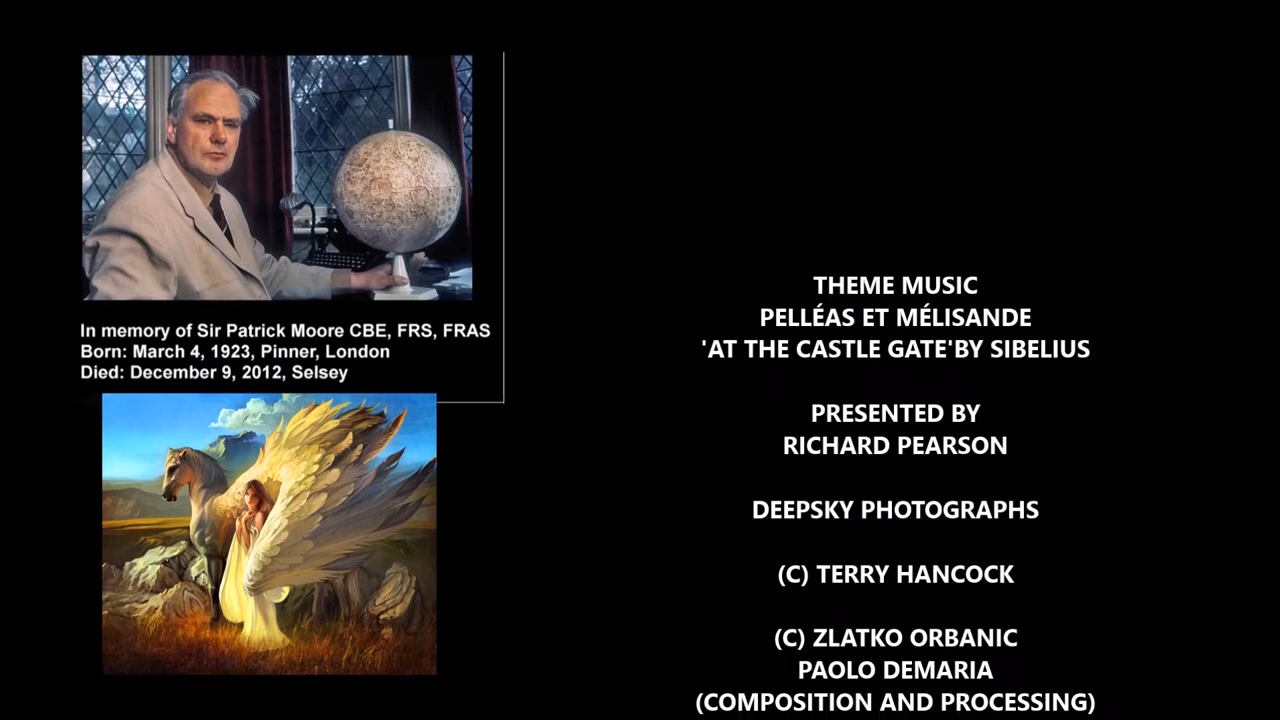 In memory of Sir Patrick Moore CBE, FRS, FRAS
Born: March 4, 1923, Pinner, London
Died: December 9, 2012, Selsey
THEME MUSIC
PELLÉAS ET MÉLISANDE
'AT THE CASTLE GATE'BY SIBELIUS
PRESENTED BY
RICHARD PEARSON
DEEPSKY PHOTOGRAPHS
(C) TERRY HANCOCK
(C) ZLATKO ORBANIC
PAOLO DEMARIA
(COMPOSITION AND PROCESSING)